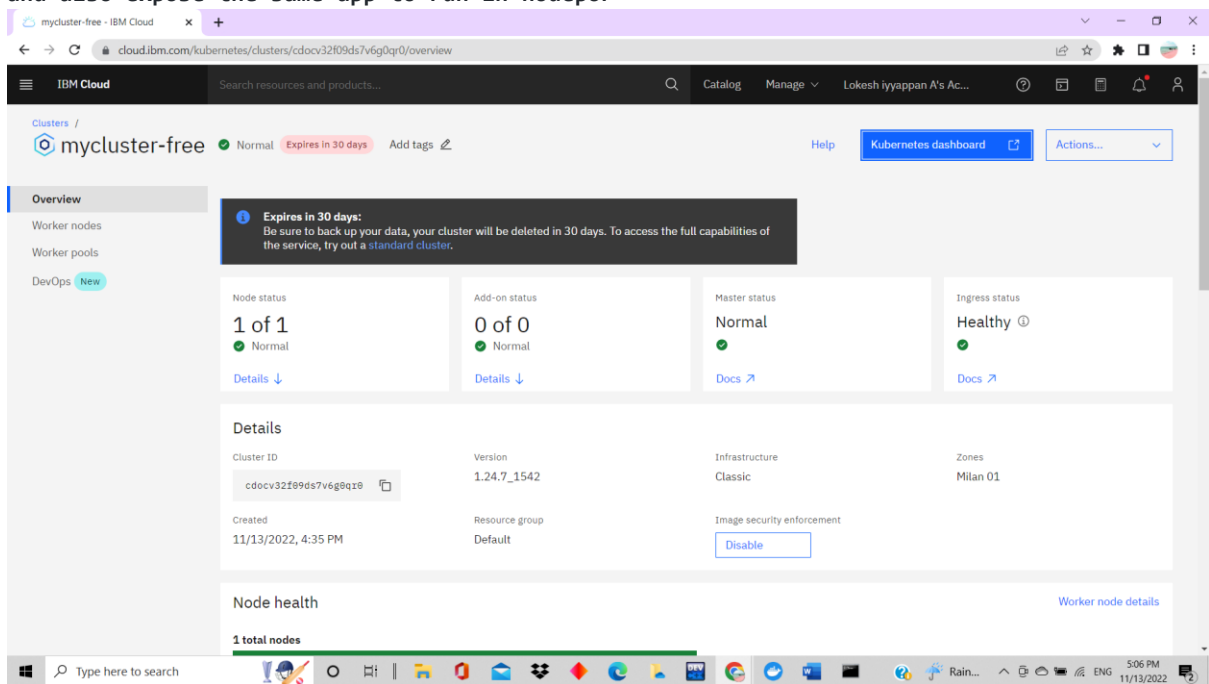 and also expose the same app to run in nodepor
mycluster-free - IBM Cloud
cloud.ibm.com/kubernetes/clusters/cdocv32f09ds7v6g0qr0/overview
IBM Cloud Search resources and products... Catalog Manage Lokesh iyyappan A's Ac...
Clusters /
mycluster-free Normal Expires in 30 days Add tags Help Kubernetes dashboard Actions...
Overview
Worker nodes
Worker pools
DevOps New
Expires in 30 days:
Be sure to back up your data, your cluster will be deleted in 30 days. To access the full capabilities of
the service, try out a standard cluster.
Node status Add-on status Master status Ingress status
1 of 1 0 of 0 Normal Healthy
Normal Normal
Details Details Docs Docs
Details
Cluster ID Version Infrastructure Zones
cdocv32f09ds7v6g0qr0 1.24.7_1542 Classic Milan 01
Created Resource group Image security enforcement
11/13/2022, 4:35 PM Default Disable
Node health Worker node details
1 total nodes
Type here to search Rain... ENG 5:06 PM
11/13/2022